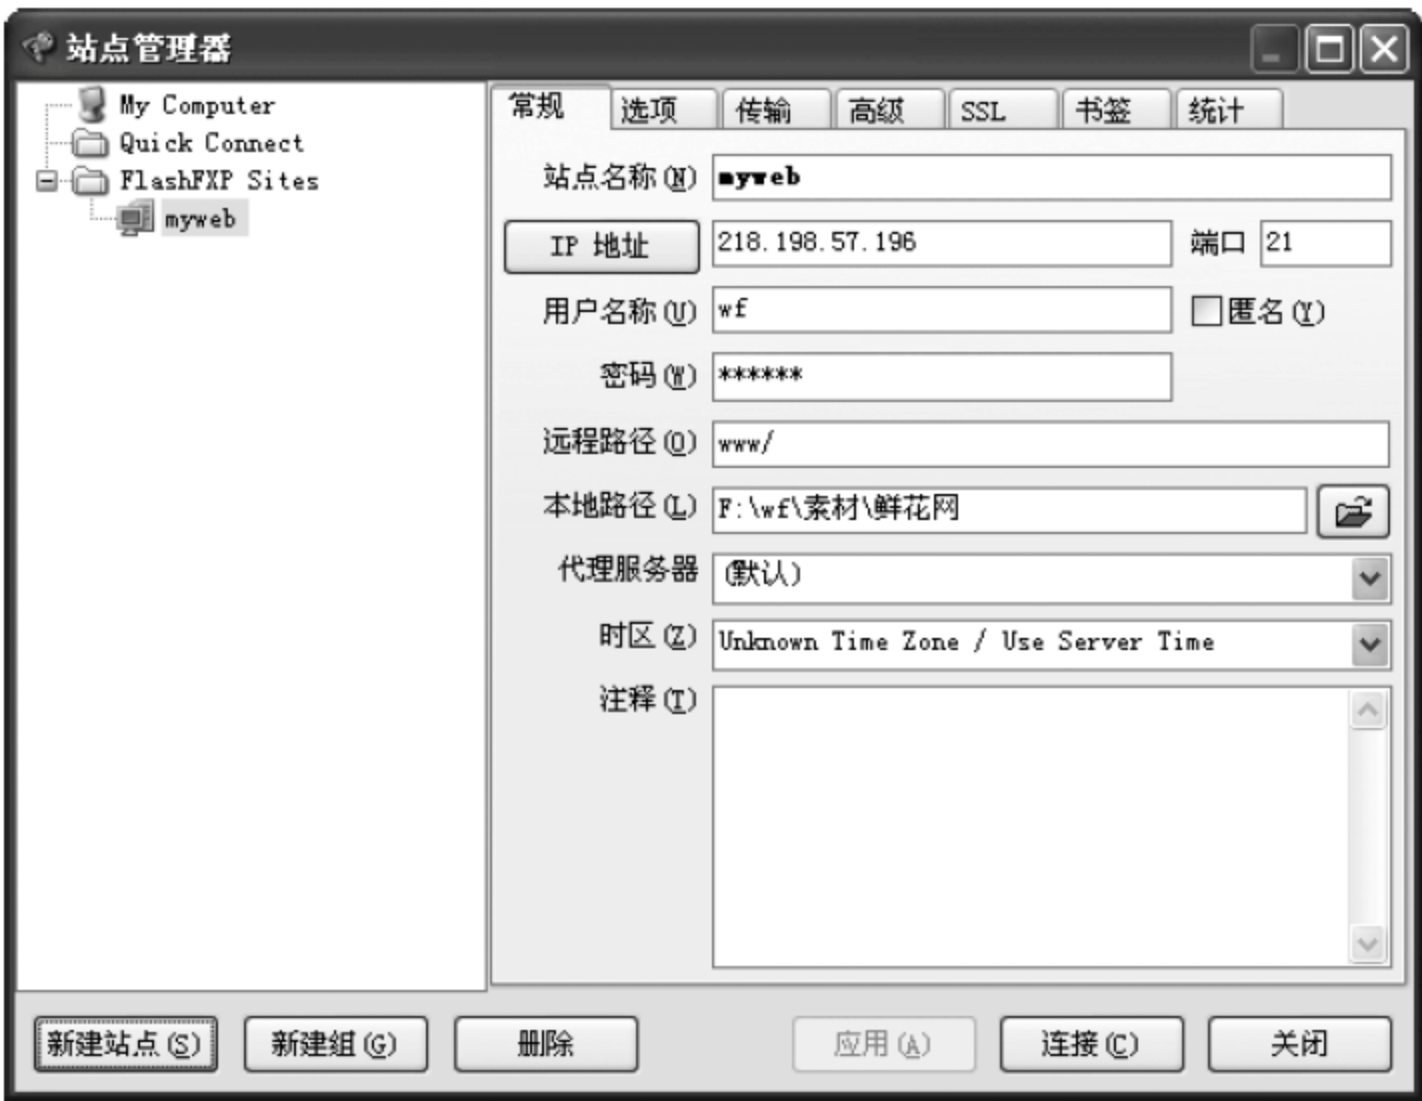 站点管理器
My Computer
Quick Connect
FlashFXP Sites
myweb
常规 选项 传输 高级 SSL 书签 统计
站点名称(N) myweb
IP 地址 218.198.57.196 端口 21
用户名称(U) wf 匿名(Y)
密码(W) ******
远程路径(O) www/
本地路径(L) F:\wf\素材\鲜花网
代理服务器 (默认)
时区(Z) Unknown Time Zone / Use Server Time
注释(T)
新建站点(S) 新建组(G) 删除 应用(A) 连接(C) 关闭